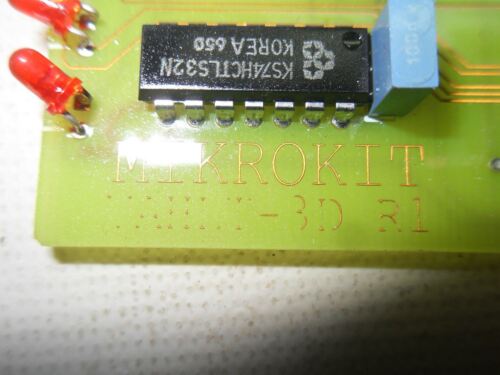 KS74HCTLS32N
KOREA 650
MIKROKIT
-3D R1